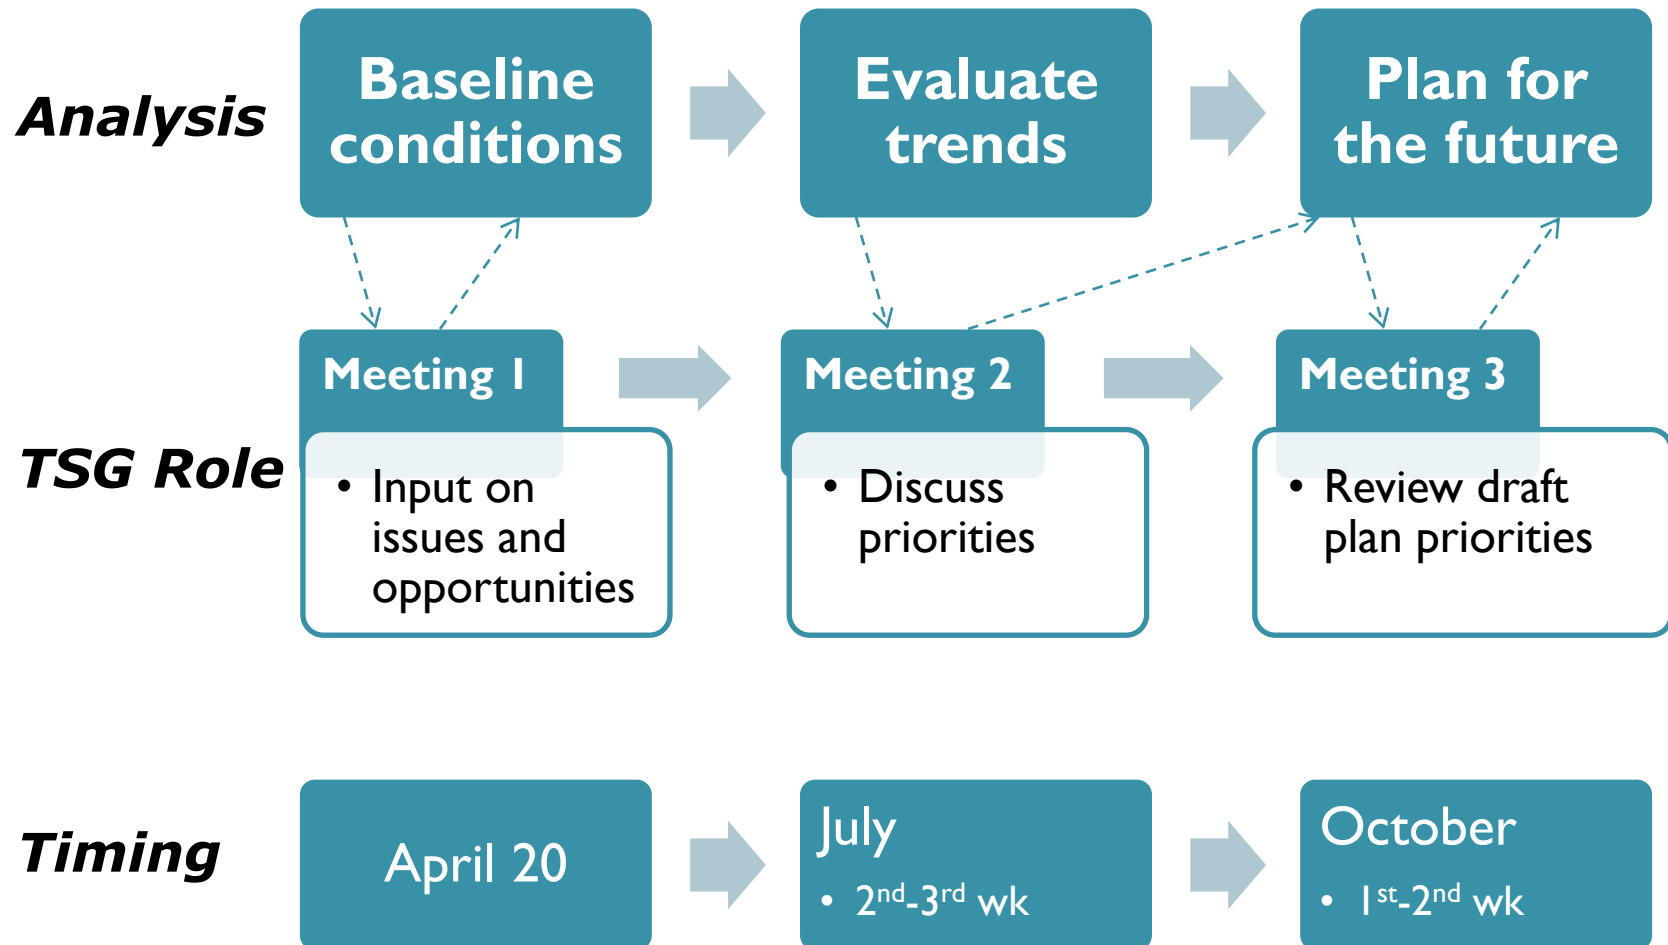 Analysis
Baseline
conditions
Evaluate
trends
Plan for
the future
TSG Role
Meeting 1
• Input on
issues and
opportunities
Meeting 2
• Discuss
priorities
Meeting 3
• Review draft
plan priorities
Timing
April 20
July
• 2nd-3rd wk
October
• 1st-2nd wk